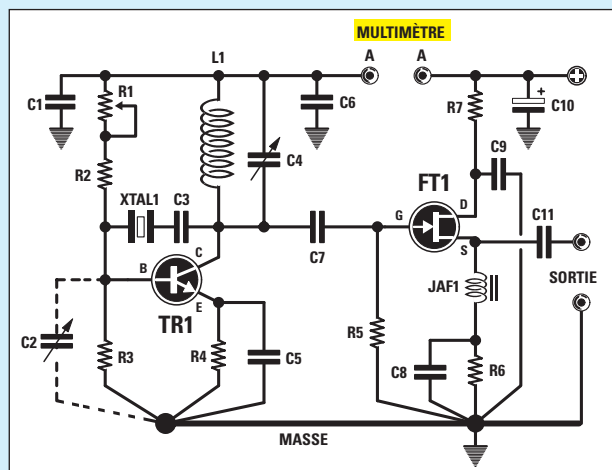 MULTIMÈTRE
L1
A
A
C1
R1
C6
R7
+
C10
R2
C4
C9
XTAL1
C3
FT1
D
C11
G
C
C7
S
B
TR1
E
JAF1
SORTIE
C2
R3
R4
C5
R5
C8
R6
MASSE